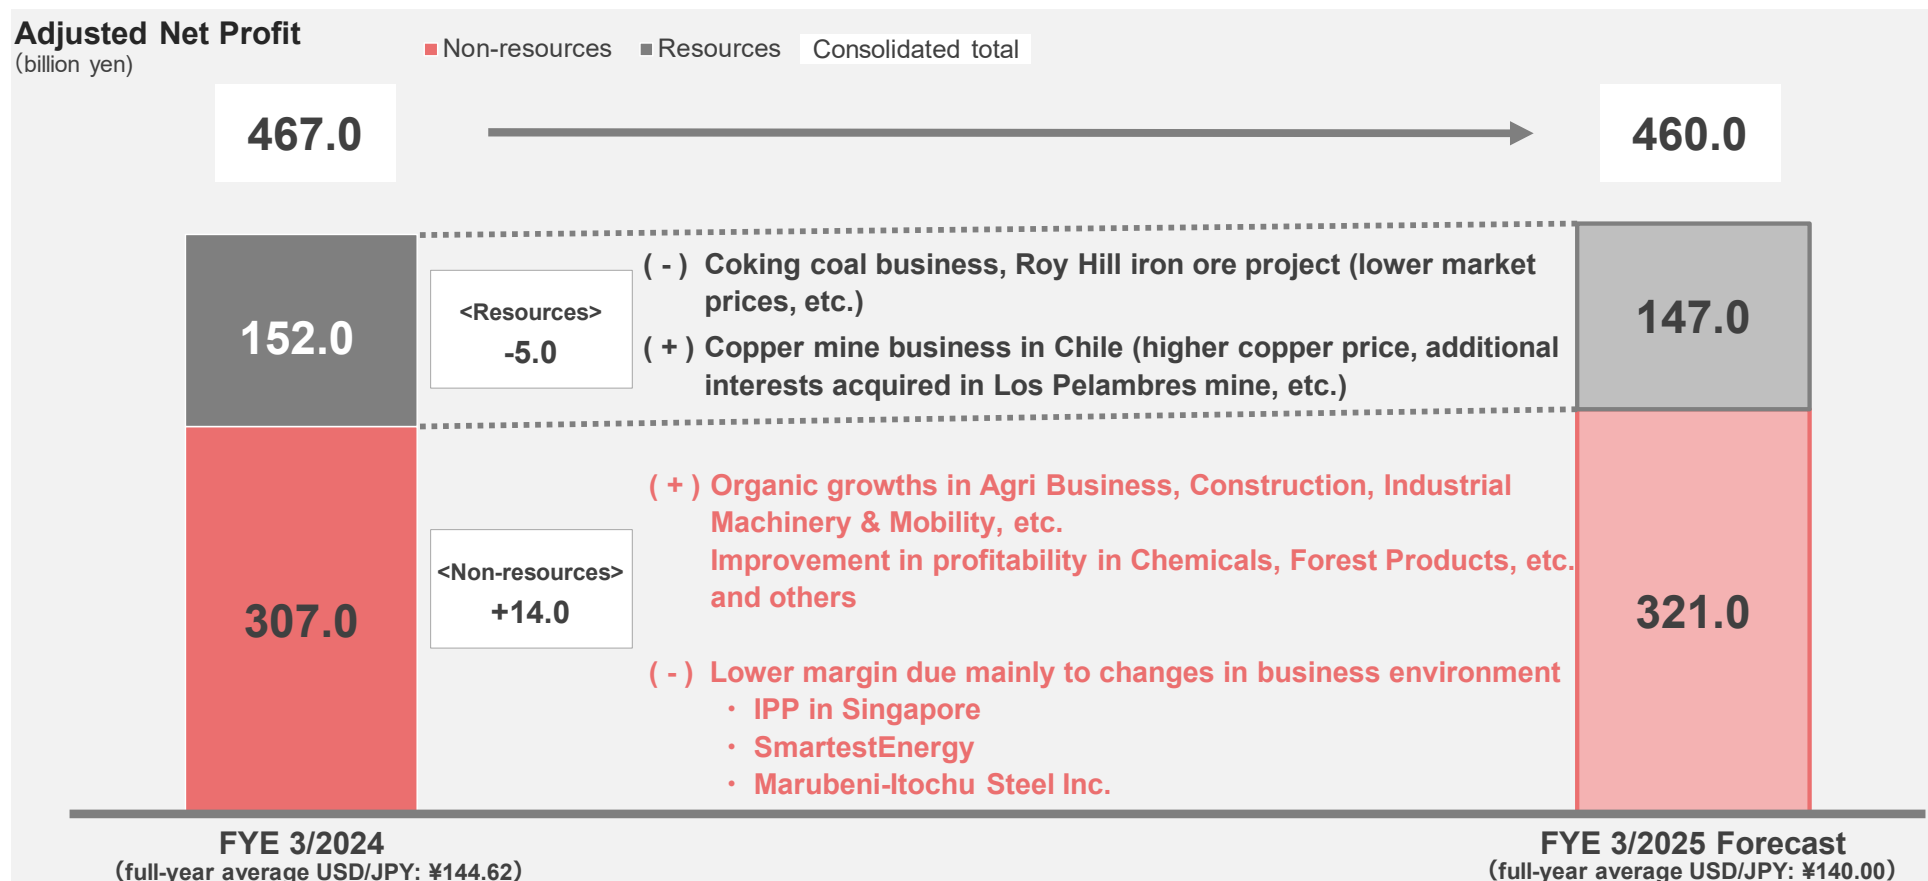 Adjusted Net Profit
(billion yen)
Non-resources
Resources
Consolidated total
467.0
460.0
152.0
<Resources>
-5.0
( - ) Coking coal business, Roy Hill iron ore project (lower market
prices, etc.)
( + ) Copper mine business in Chile (higher copper price, additional
interests acquired in Los Pelambres mine, etc.)
147.0
307.0
<Non-resources>
+14.0
( + ) Organic growths in Agri Business, Construction, Industrial
Machinery & Mobility, etc.
Improvement in profitability in Chemicals, Forest Products, etc.
and others
( - ) Lower margin due mainly to changes in business environment
・ IPP in Singapore
・ SmartestEnergy
・ Marubeni-Itochu Steel Inc.
321.0
FYE 3/2024
(full-year average USD/JPY: ¥144.62)
FYE 3/2025 Forecast
(full-year average USD/JPY: ¥140.00)